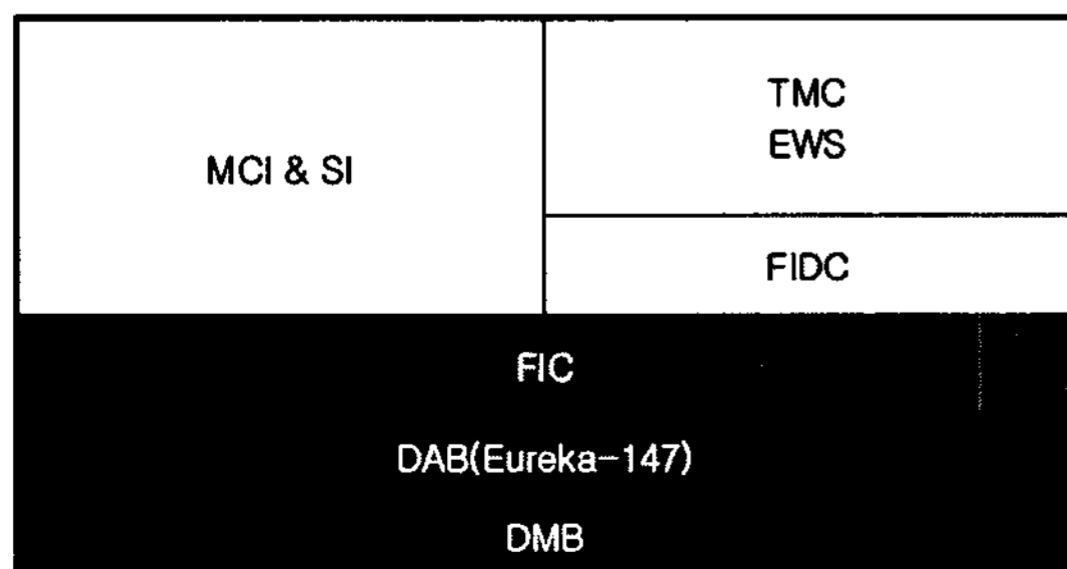 MCI & SI
TMC
EWS
FIDC
FIC
DAB(Eureka-147)
DMB